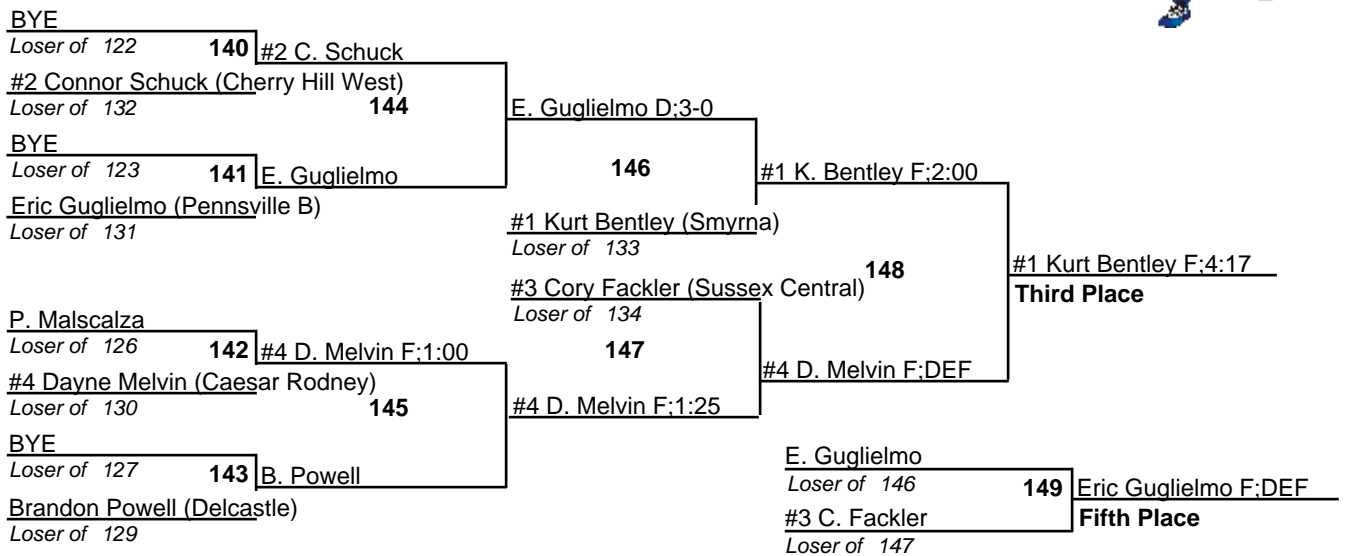 BYE
Loser of 122
140 #2 C. Schuck
#2 Connor Schuck (Cherry Hill West)
Loser of 132
144
E. Guglielmo D;3-0
BYE
Loser of 123
141 E. Guglielmo
146
#1 K. Bentley F;2:00
Eric Guglielmo (Pennsville B)
Loser of 131
#1 Kurt Bentley (Smyrna)
Loser of 133
148
#1 Kurt Bentley F;4:17
Third Place
#3 Cory Fackler (Sussex Central)
Loser of 134
P. Malscalza
Loser of 126
142 #4 D. Melvin F;1:00
147
#4 D. Melvin F;DEF
#4 Dayne Melvin (Caesar Rodney)
Loser of 130
145
#4 D. Melvin F;1:25
BYE
Loser of 127
143 B. Powell
Brandon Powell (Delcastle)
Loser of 129
E. Guglielmo
Loser of 146
149 Eric Guglielmo F;DEF
Fifth Place
#3 C. Fackler
Loser of 147